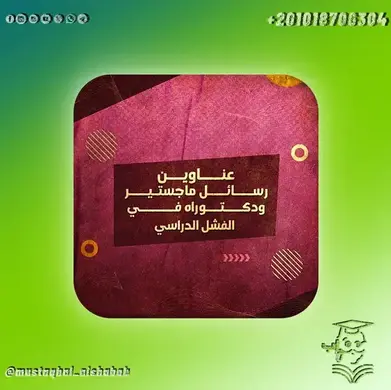 +201018706304
عناوين
رسائل ماجستير
ودكتوراه في
الفشل الدراسي
@mustaqbal_alshabab